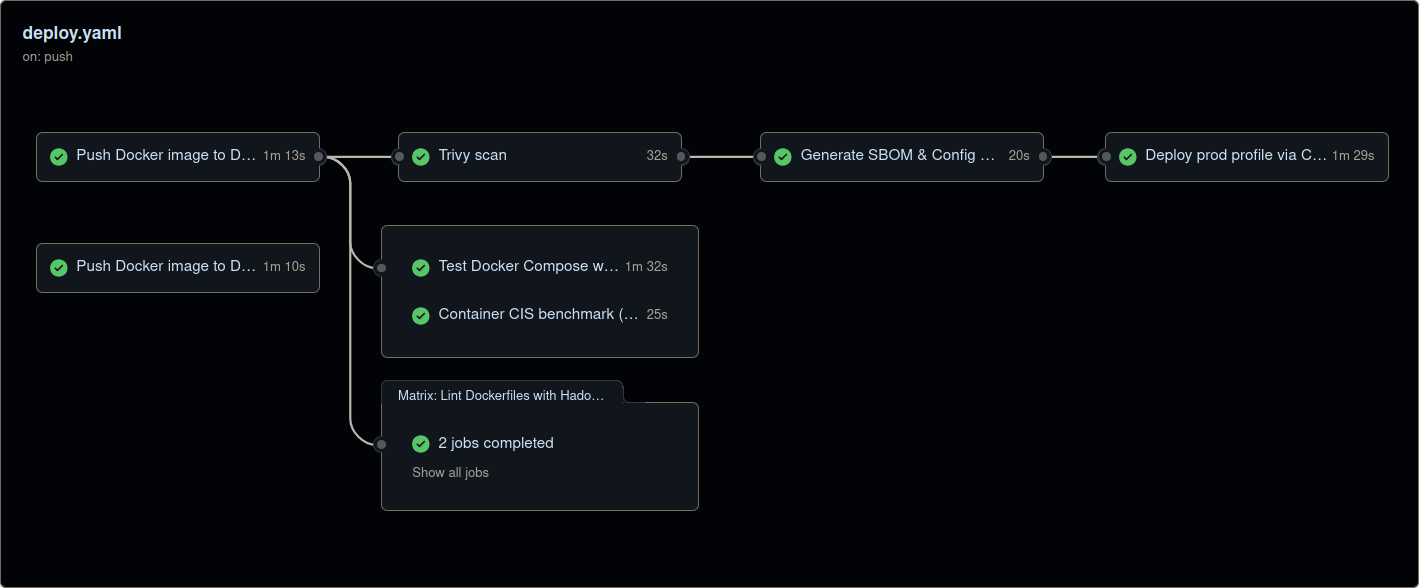 deploy.yaml
on: push
Push Docker image to D... 1m 13s
Trivy scan 32s
Generate SBOM & Config ... 20s
Deploy prod profile via C... 1m 29s
Push Docker image to D... 1m 10s
Test Docker Compose w... 1m 32s
Container CIS benchmark (... 25s
Matrix: Lint Dockerfiles with Hado...
2 jobs completed
Show all jobs